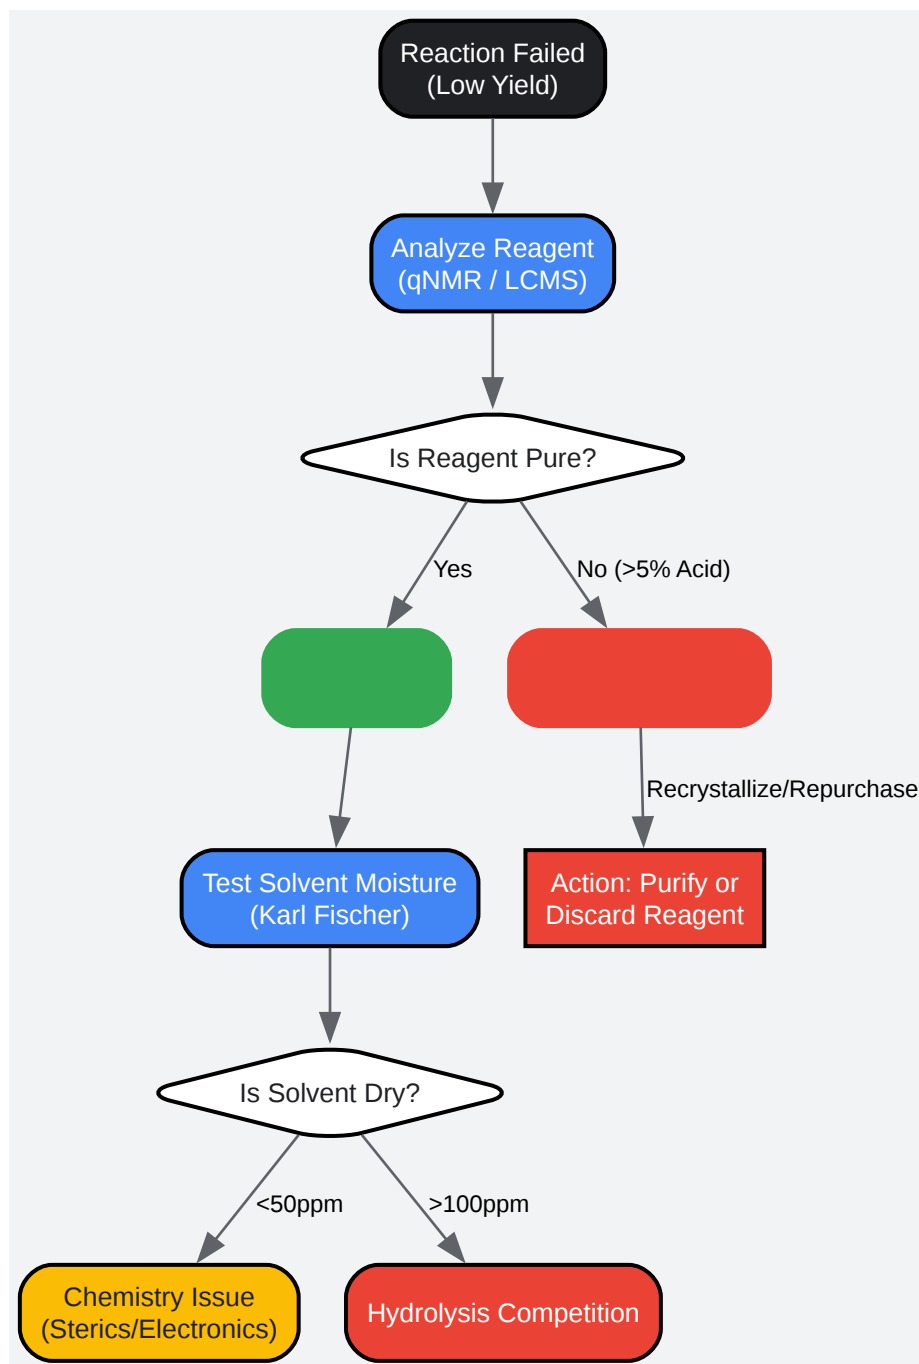 Reaction Failed
(Low Yield)
Analyze Reagent
(qNMR / LCMS)
Is Reagent Pure?
Yes
No (>5% Acid)
Recrystallize/Repurchase
Test Solvent Moisture
(Karl Fischer)
Action: Purify or
Discard Reagent
Is Solvent Dry?
<50ppm
>100ppm
Chemistry Issue
(Sterics/Electronics)
Hydrolysis Competition